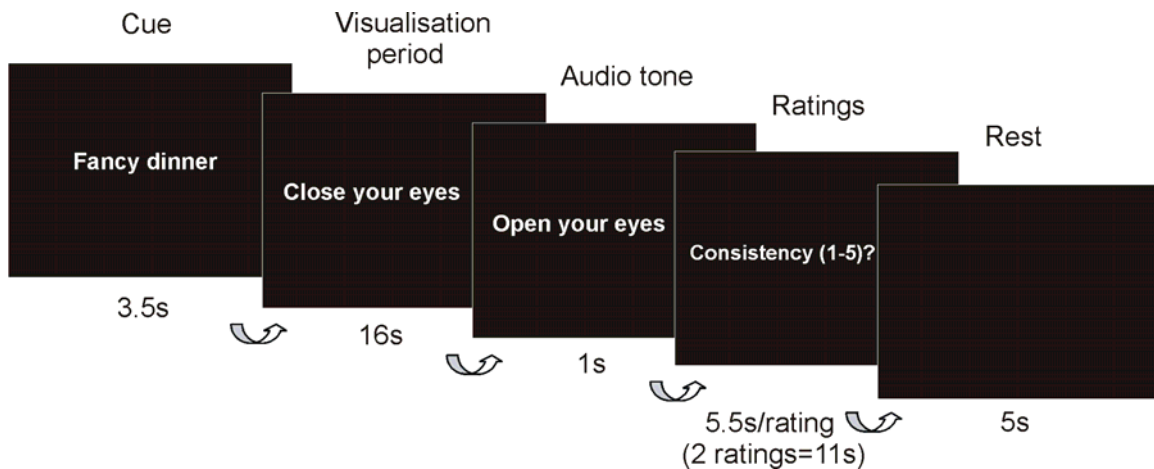 Cue
Visualisation
period
Audio tone
Ratings
Rest
Fancy dinner
Close your eyes
Open your eyes
Consistency (1-5)?
3.5s
16s
1s
5.5s/rating
(2 ratings=11s)
5s